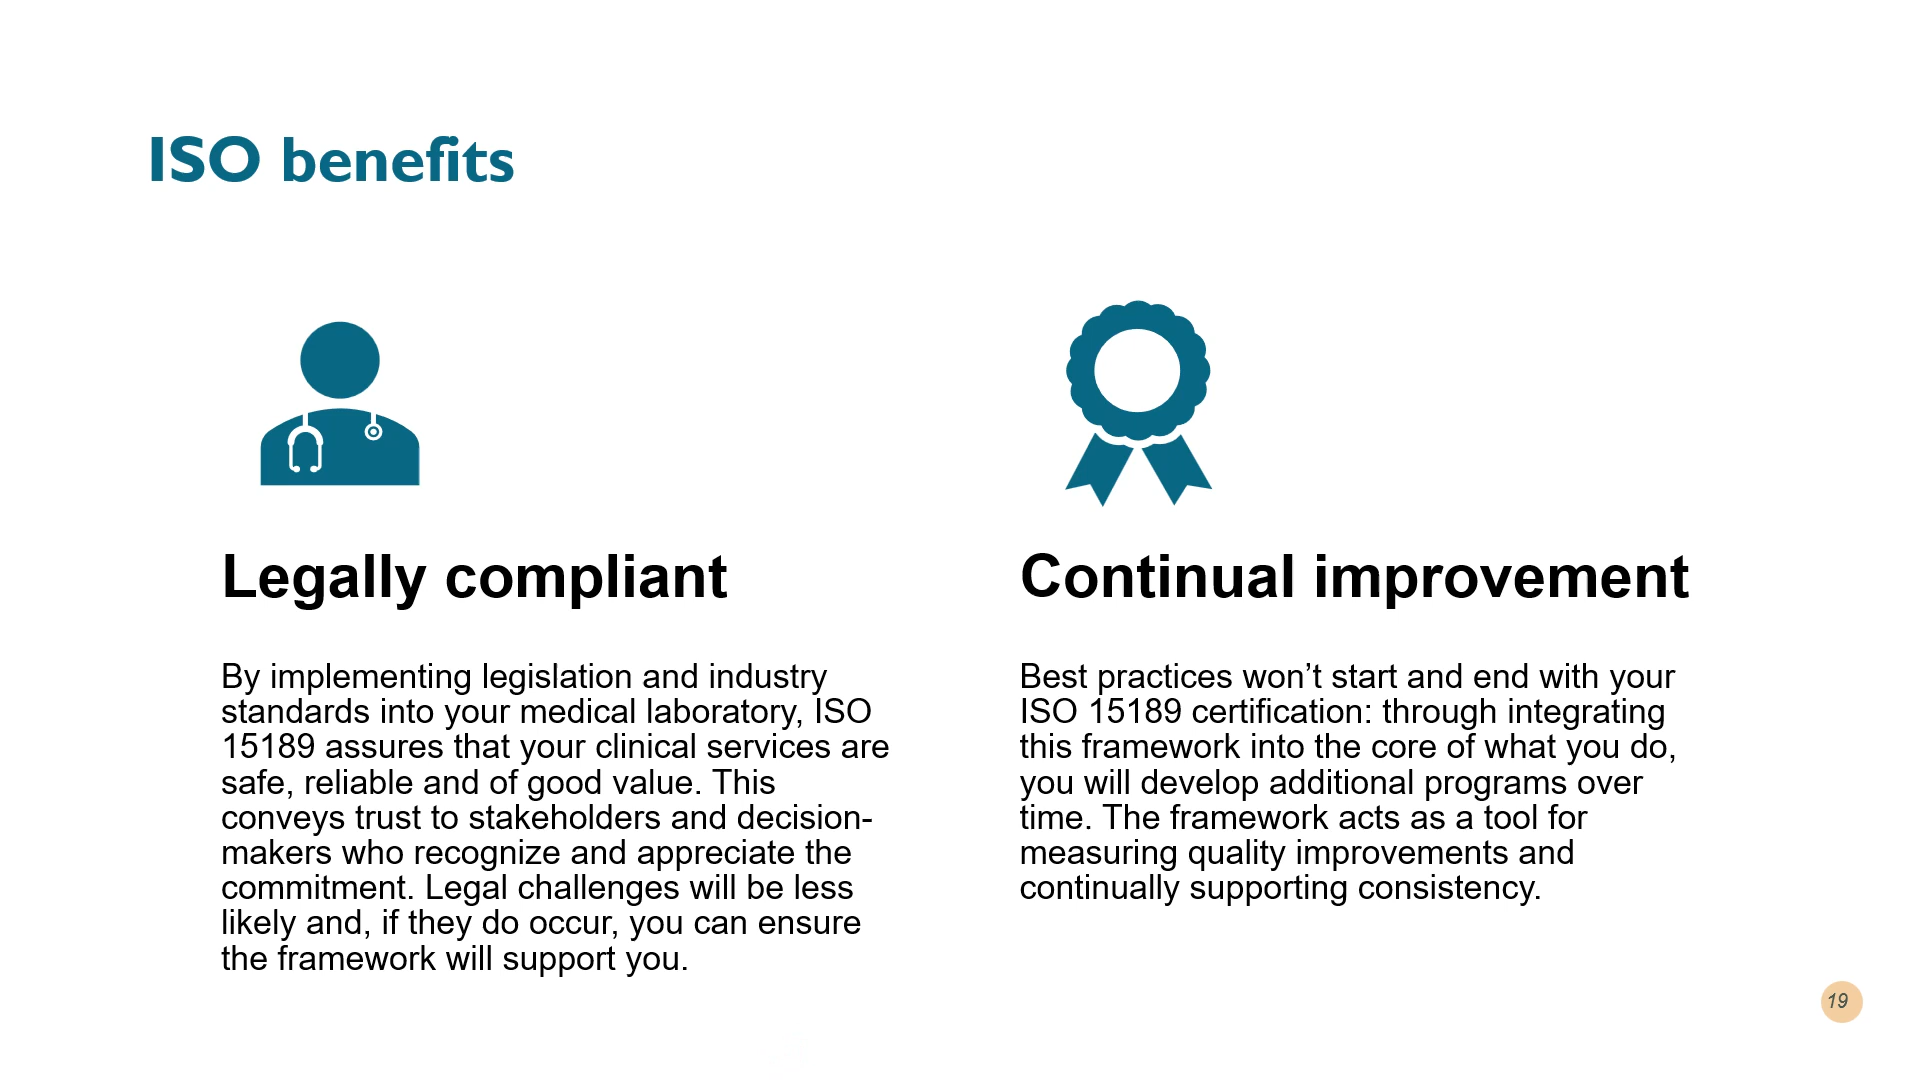 ISO benefits
Legally compliant
By implementing legislation and industry
standards into your medical laboratory, ISO
15189 assures that your clinical services are
safe, reliable and of good value. This
conveys trust to stakeholders and decision-
makers who recognize and appreciate the
commitment. Legal challenges will be less
likely and, if they do occur, you can ensure
the framework will support you.
Continual improvement
Best practices won’t start and end with your
ISO 15189 certification: through integrating
this framework into the core of what you do,
you will develop additional programs over
time. The framework acts as a tool for
measuring quality improvements and
continually supporting consistency.
19